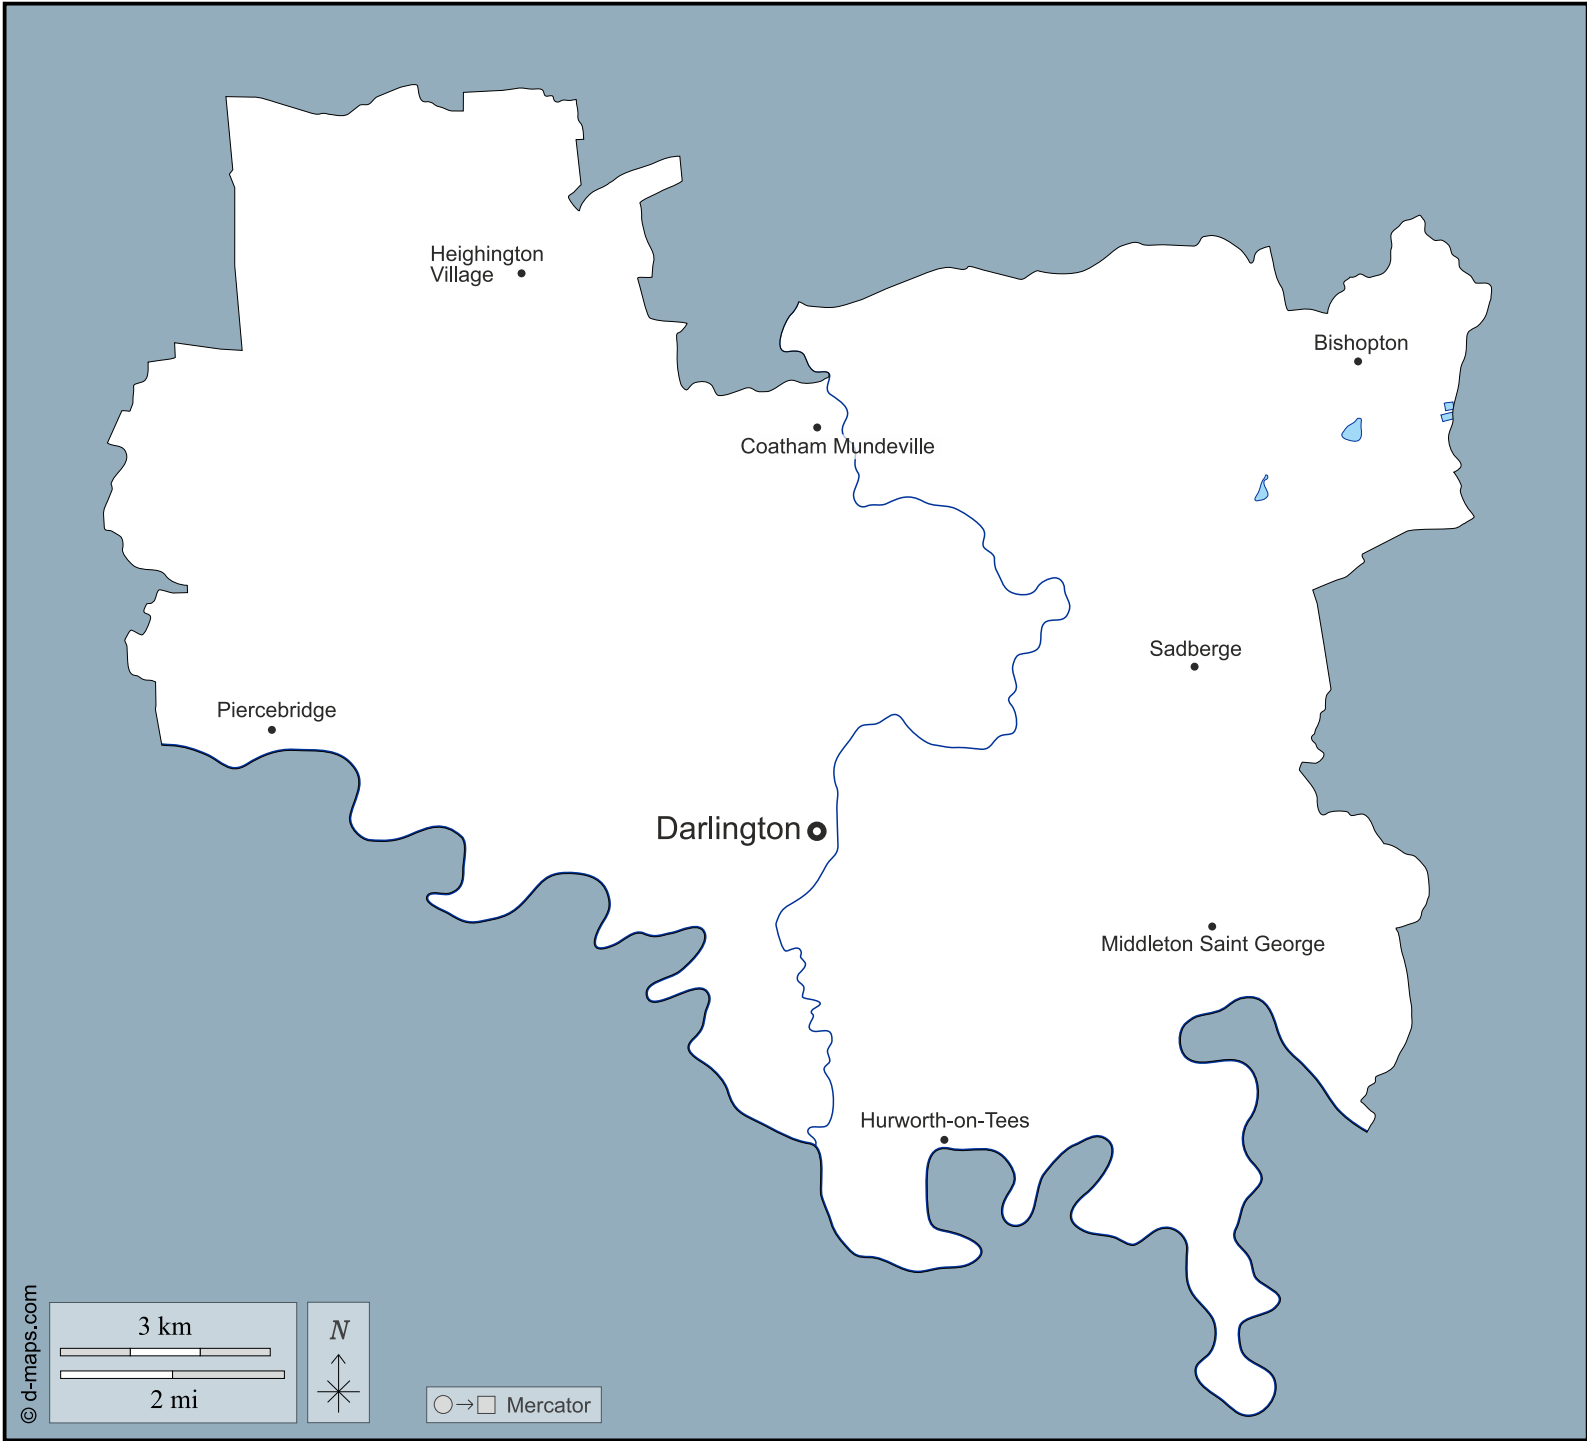 Heighington
Village
Bishopton
Coatham Mundeville
Sadberge
Piercebridge
Darlington
Middleton Saint George
Hurworth-on-Tees
© d-maps.com
3 km
2 mi
N
Mercator